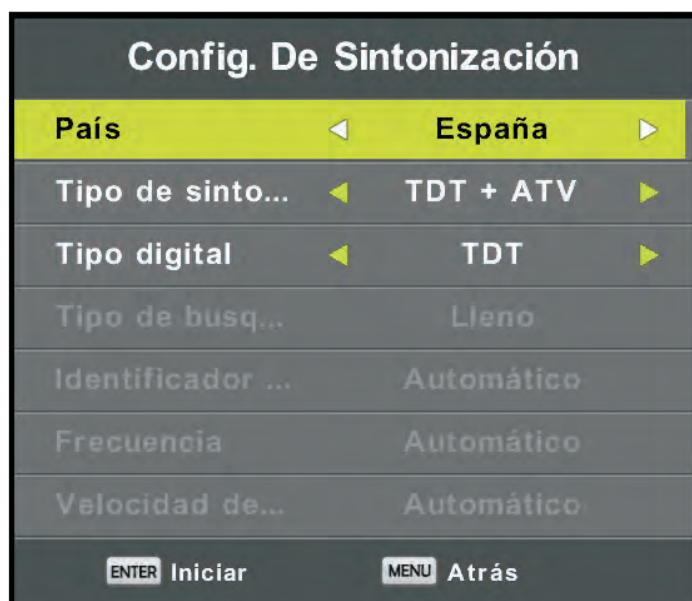 Config. De Sintonización
País España
Tipo de sinto... TDT + ATV
Tipo digital TDT
Tipo de busq... Lleno
Identificador ... Automático
Frecuencia Automático
Velocidad de... Automático
ENTER Iniciar MENU Atrás